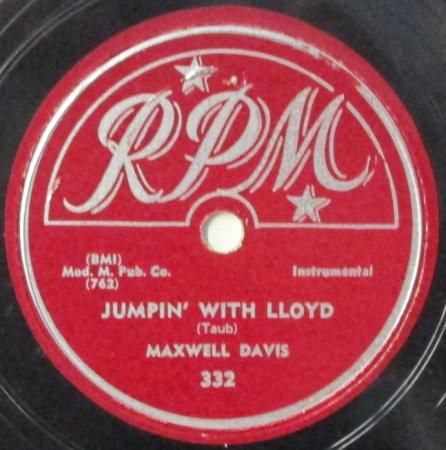 RPM
(BMI)
Mod. M. Pub. Co.
(762)
Instrumental
JUMPIN' WITH LLOYD
(Taub)
MAXWELL DAVIS
332